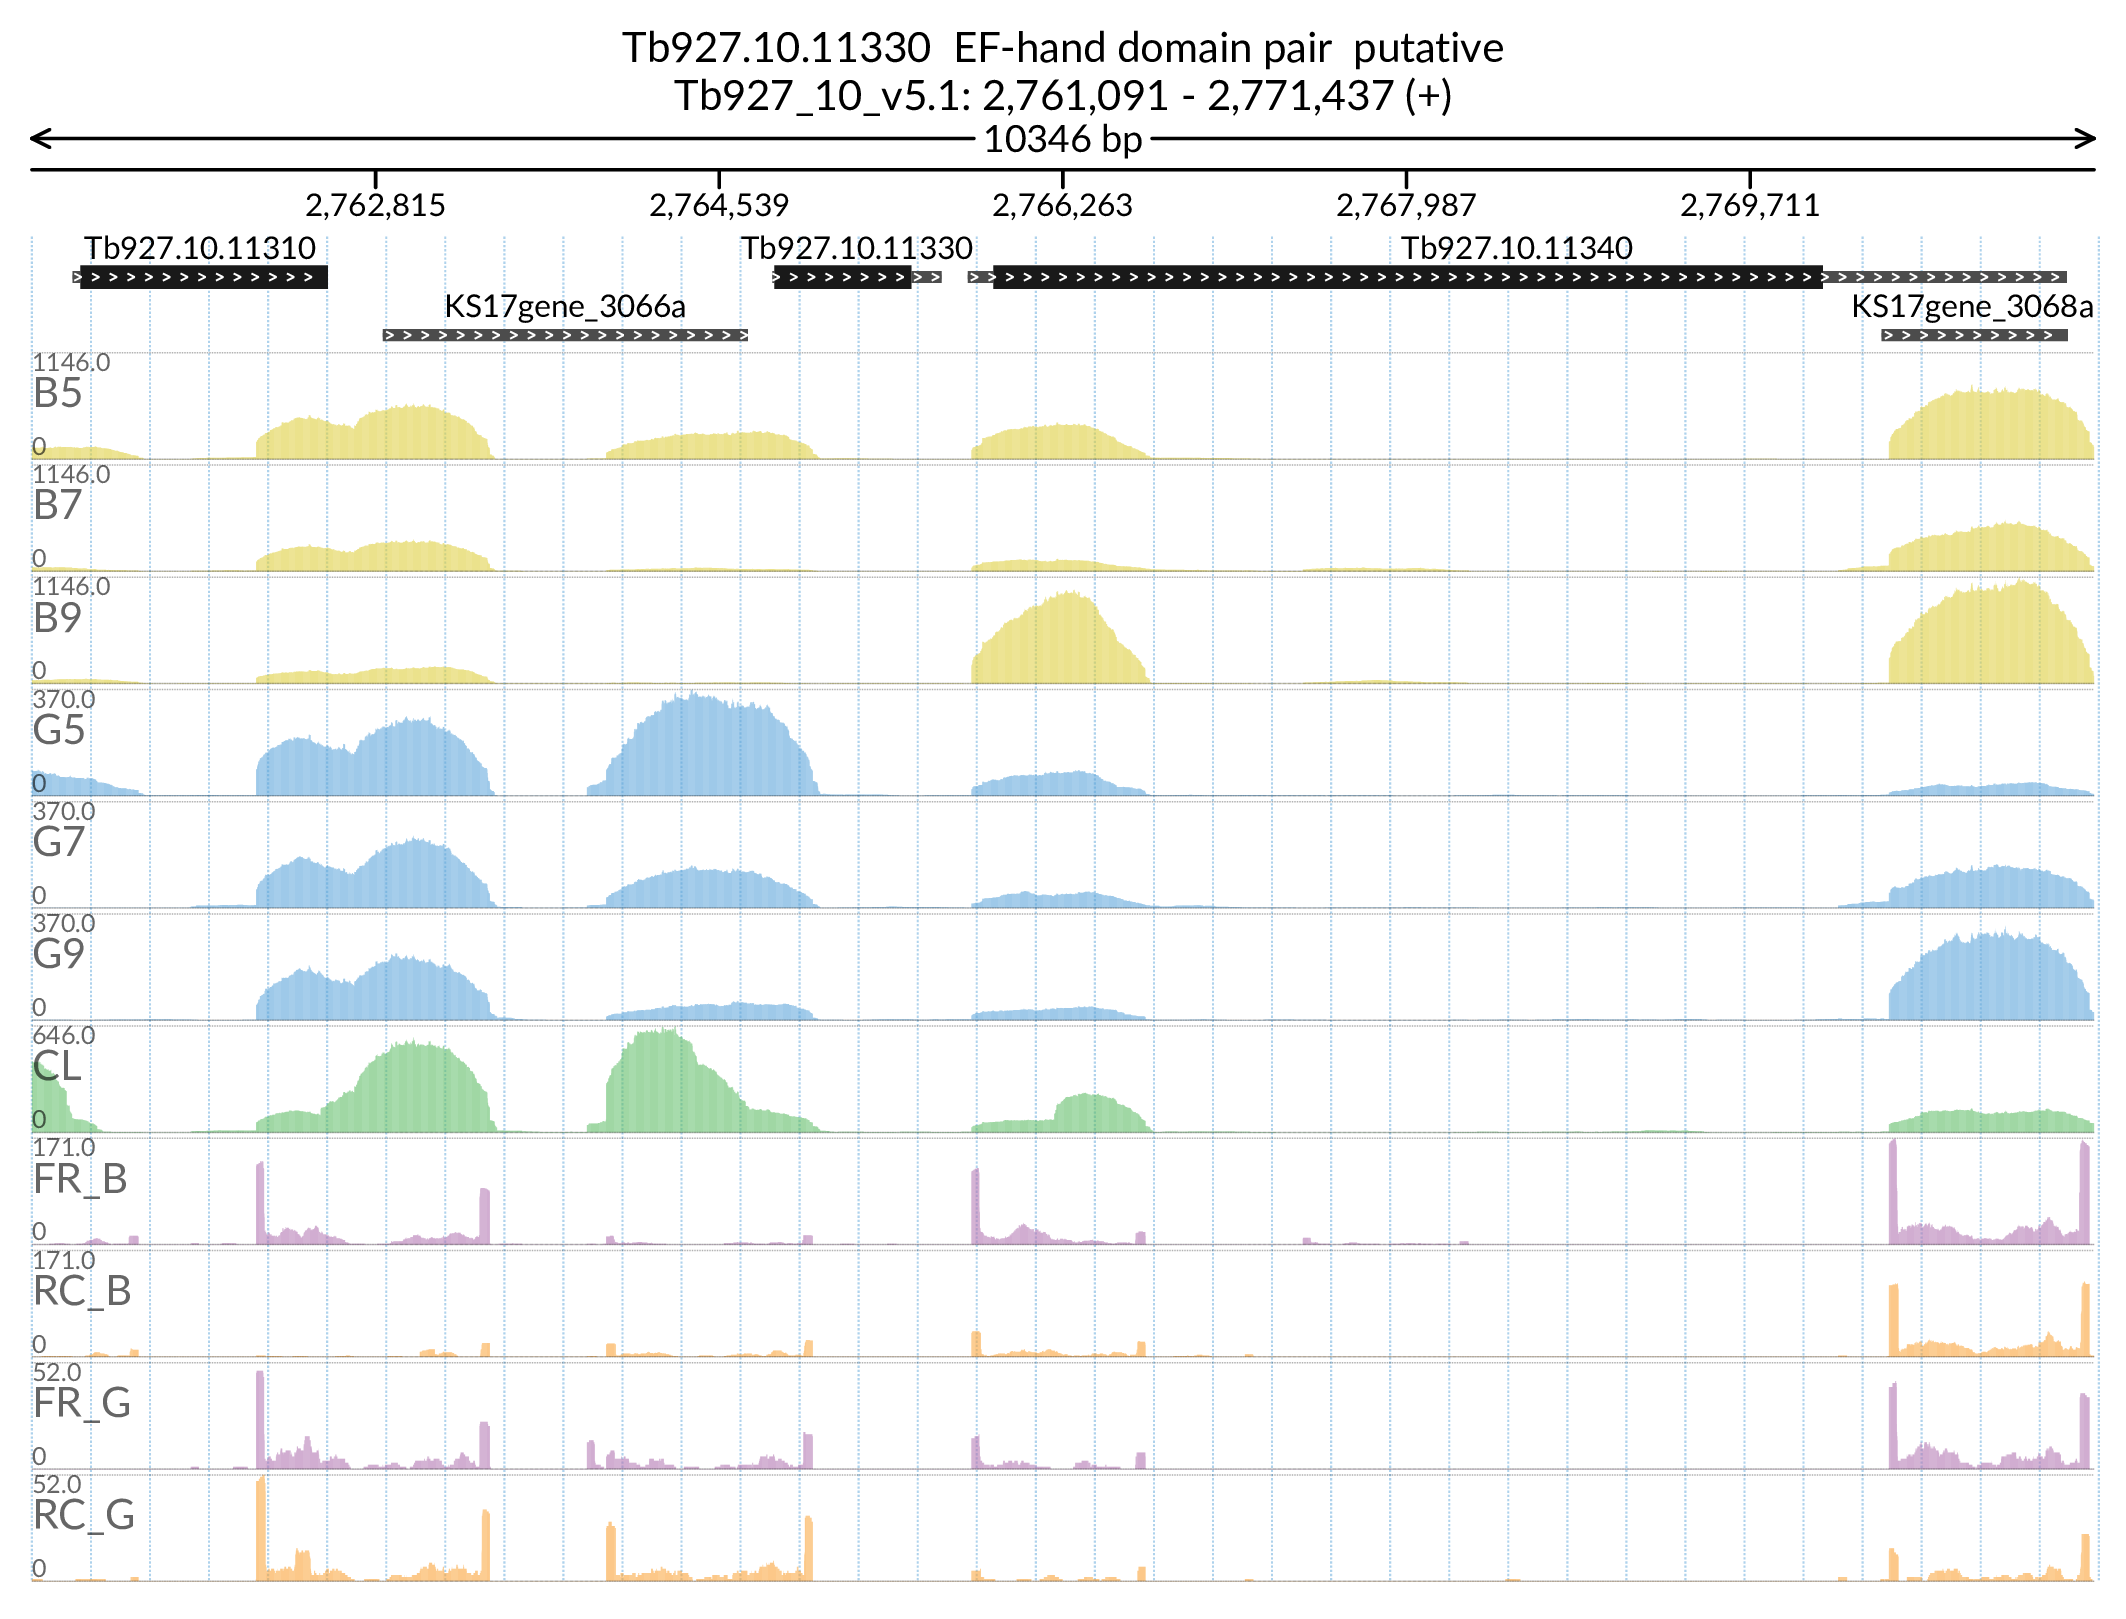 Tb927.10.11330 EF-hand domain pair putative
Tb927_10_v5.1: 2,761,091 - 2,771,437 (+)
10346 bp
2,762,815 2,764,539 2,766,263 2,767,987 2,769,711
Tb927.10.11310 Tb927.10.11330 Tb927.10.11340
KS17gene_3066a KS17gene_3068a
1146.0
B5
0
1146.0
B7
0
1146.0
B9
0
370.0
G5
0
370.0
G7
0
370.0
G9
0
646.0
CL
0
171.0
FR_B
0
171.0
RC_B
0
52.0
FR_G
0
52.0
RC_G
0